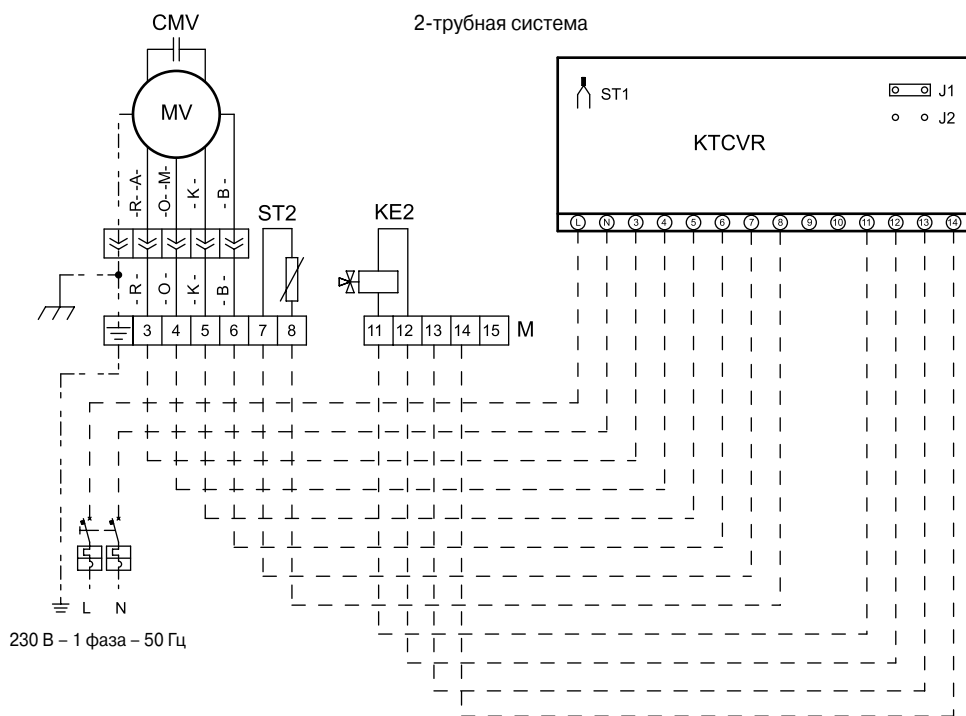 CMV
2-трубная система
MV
ST1
J1
J2
KTCVR
-R--A-
-O--M-
-K-
-B-
ST2
KE2
L N 3 4 5 6 7 8 9 10 11 12 13 14
-R-
-O-
-K-
-B-
3 4 5 6 7 8
11 12 13 14 15 M
L N
230 В – 1 фаза – 50 Гц